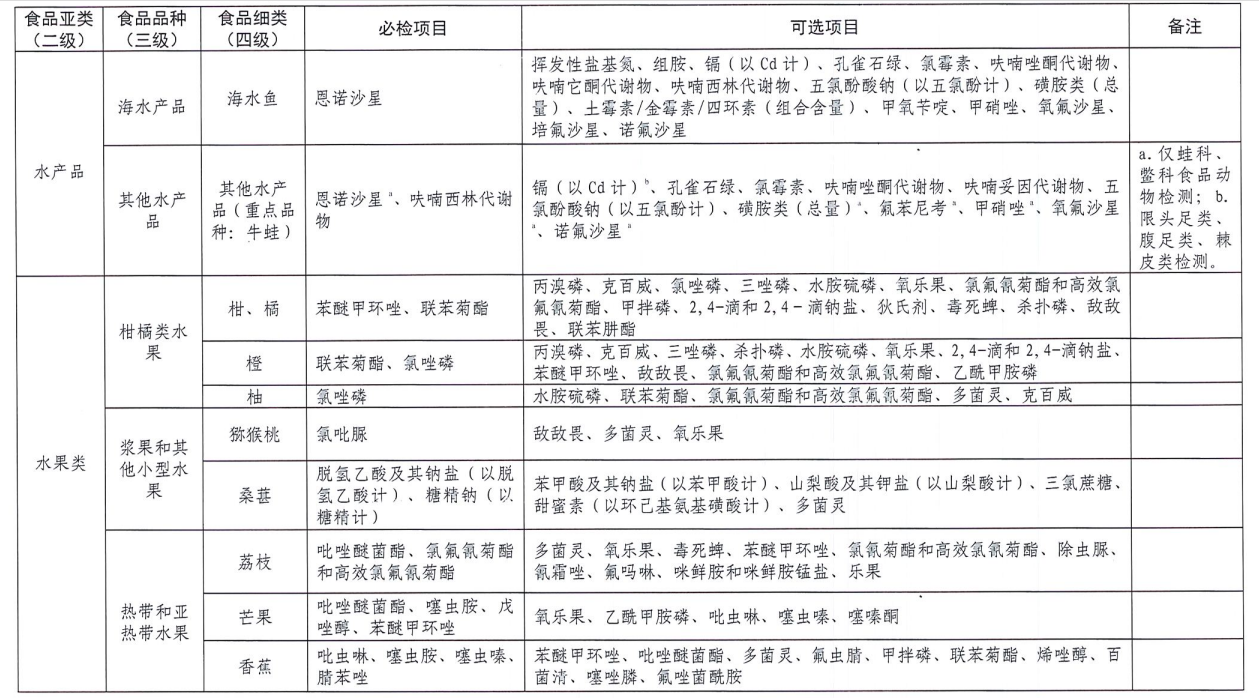 食品亚类
（二级）
食品品种
（三级）
食品细类
（四级）
必检项目
可选项目
备注
水产品
海水产品
海水鱼
恩诺沙星
挥发性盐基氮、组胺、镉（以Cd计）、孔雀石绿、氯霉素、呋喃唑酮代谢物、
呋喃它酮代谢物、呋喃西林代谢物、五氯酚酸钠（以五氯酚计）、磺胺类（总
量）、土霉素/金霉素/四环素（组合含量）、甲氧苄啶、甲硝唑、氧氟沙星、
培氟沙星、诺氟沙星
其他水产
品
其他水产
品（重点品
种：牛蛙）
恩诺沙星ᵃ、呋喃西林代谢
物
镉（以Cd计）ᵇ、孔雀石绿、氯霉素、呋喃唑酮代谢物、呋喃妥因代谢物、五
氯酚酸钠（以五氯酚计）、磺胺类（总量）ᵃ、氟苯尼考ᵃ、甲硝唑ᵃ、氧氟沙星
ᵃ、诺氟沙星ᵃ
a.仅蛙科、
鳖科食品动
物检测；b.
限头足类、
腹足类、棘
皮类检测。
水果类
柑橘类水
果
柑、橘
苯醚甲环唑、联苯菊酯
丙溴磷、克百威、氯唑磷、三唑磷、水胺硫磷、氧乐果、氯氟氰菊酯和高效氯
氟氰菊酯、甲拌磷、2,4-滴和2,4-滴钠盐、狄氏剂、毒死蜱、杀扑磷、敌敌
畏、联苯肼酯
橙
联苯菊酯、氯唑磷
丙溴磷、克百威、三唑磷、杀扑磷、水胺硫磷、氧乐果、2,4-滴和2,4-滴钠盐、
苯醚甲环唑、敌敌畏、氯氟氰菊酯和高效氯氟氰菊酯、乙酰甲胺磷
柚
氯唑磷
水胺硫磷、联苯菊酯、氯氟氰菊酯和高效氯氟氰菊酯、多菌灵、克百威
浆果和其
他小型水
果
猕猴桃
氯吡脲
敌敌畏、多菌灵、氧乐果
桑葚
脱氢乙酸及其钠盐（以脱
氢乙酸计）、糖精钠（以
糖精计）
苯甲酸及其钠盐（以苯甲酸计）、山梨酸及其钾盐（以山梨酸计）、三氯蔗糖、
甜蜜素（以环己基氨基磺酸计）、多菌灵
热带和亚
热带水果
荔枝
吡唑醚菌酯、氯氟氰菊酯
和高效氯氟氰菊酯
多菌灵、氧乐果、毒死蜱、苯醚甲环唑、氯氰菊酯和高效氯氰菊酯、除虫脲、
氰霜唑、氟吗啉、咪鲜胺和咪鲜胺锰盐、乐果
芒果
吡唑醚菌酯、噻虫胺、戊
唑醇、苯醚甲环唑
氧乐果、乙酰甲胺磷、吡虫啉、噻虫嗪、噻嗪酮
香蕉
吡虫啉、噻虫胺、噻虫嗪、
腈苯唑
苯醚甲环唑、吡唑醚菌酯、多菌灵、氟虫腈、甲拌磷、联苯菊酯、烯唑醇、百
菌清、噻唑膦、氟唑菌酰胺